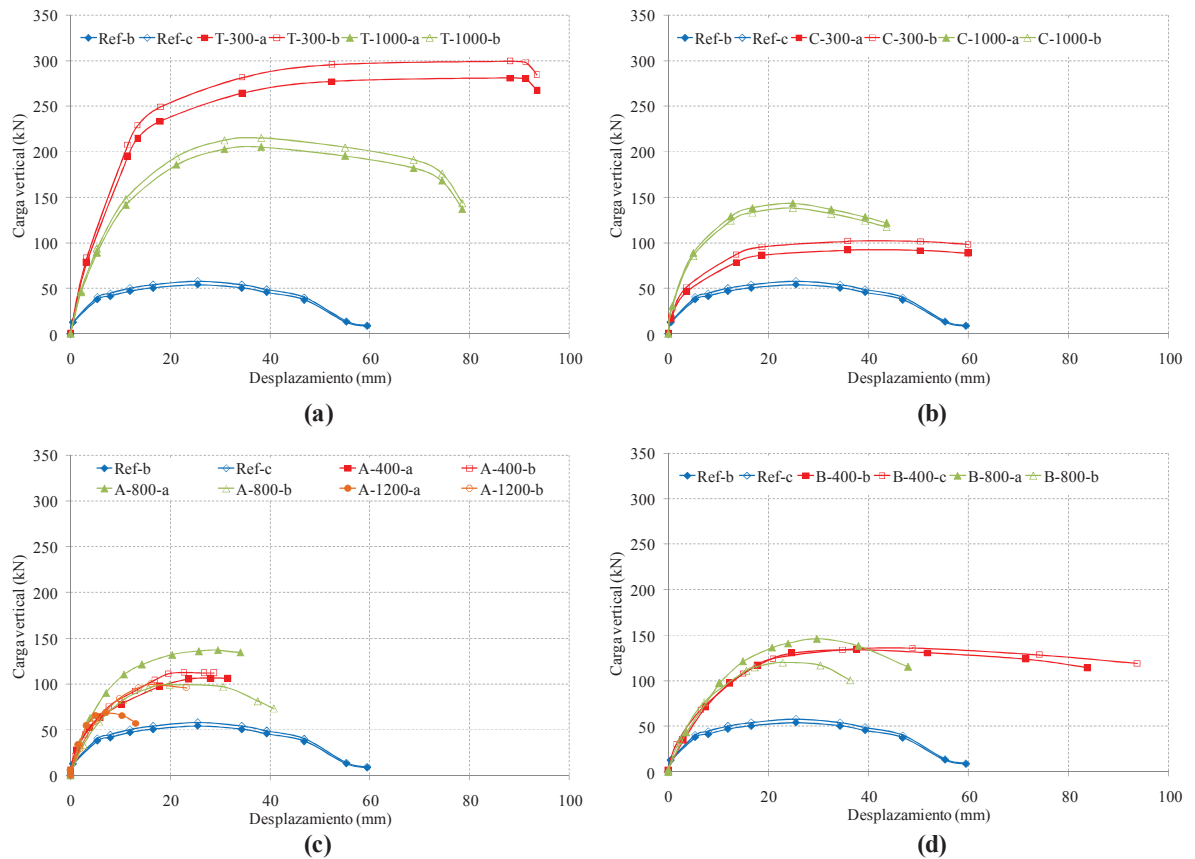 350
300
250
200
150
100
50
0
Carga vertical (kN)
Ref-b Ref-c T-300-a T-300-b T-1000-a T-1000-b
0 20 40 60 80 100
Desplazamiento (mm)
(a)
350
300
250
200
150
100
50
0
Carga vertical (kN)
Ref-b Ref-c C-300-a C-300-b C-1000-a C-1000-b
0 20 40 60 80 100
Desplazamiento (mm)
(b)
350
300
250
200
150
100
50
0
Carga vertical (kN)
Ref-b Ref-c A-400-a A-400-b
A-800-a A-800-b A-1200-a A-1200-b
0 20 40 60 80 100
Desplazamiento (mm)
(c)
350
300
250
200
150
100
50
0
Carga vertical (kN)
Ref-b Ref-c B-400-b B-400-c B-800-a B-800-b
0 20 40 60 80 100
Desplazamiento (mm)
(d)